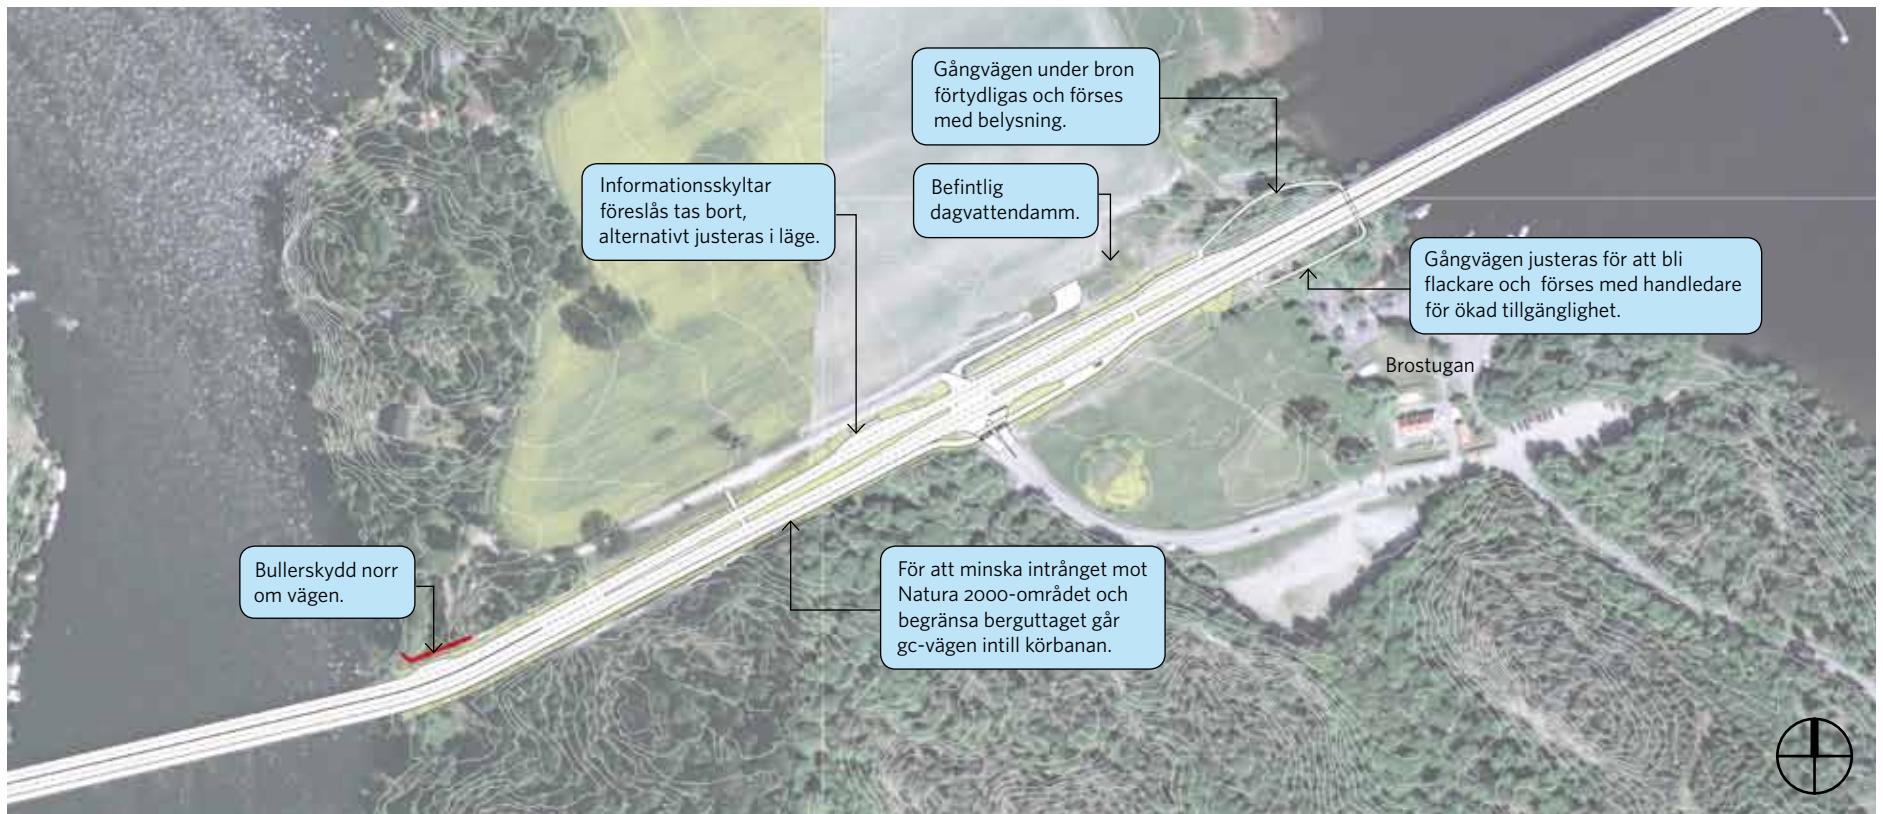 Gångvägen under bron
förtydligas och förses
med belysning.
Informationsskyltar
föreslås tas bort,
alternativt justeras i läge.
Befintlig
dagvattendamm.
Gångvägen justeras för att bli
flackare och förses med handledare
för ökad tillgänglighet.
Brostugan
Bullerskydd norr
om vägen.
För att minska intrånget mot
Natura 2000-området och
begränsa berguttaget går
gc-vägen intill körbanan.